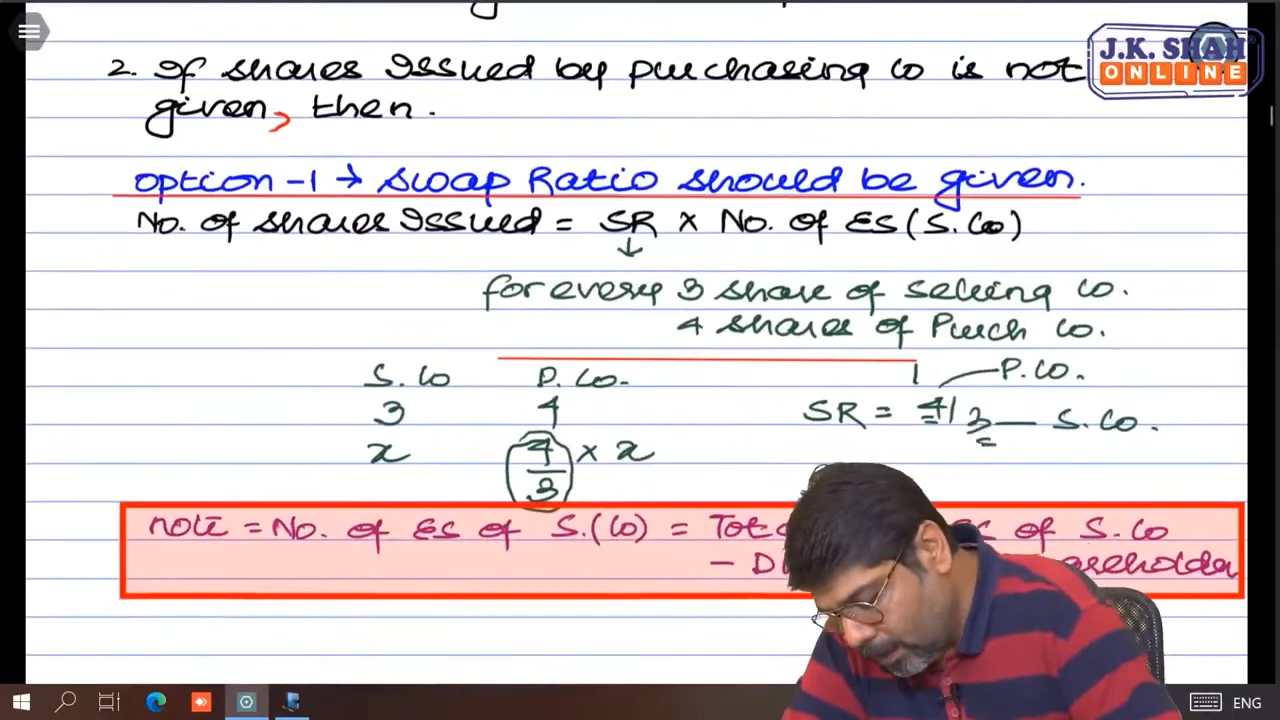 2. If shares Issued by purchasing co is not
given, then.
J.K. SHAH
ONLINE
option -1 → Swap Ratio should be given.
No. of shares Issued = SR × No. of ES (S. Co)
↓
for every 3 share of selling co.
4 shares of Purch co.
S. Co P. Co.
3 4
x 4/3 × x
1 P. Co.
SR = 4/3 S. Co.
note = No. of ES of S.(Co) = of S. Co
-
ENG